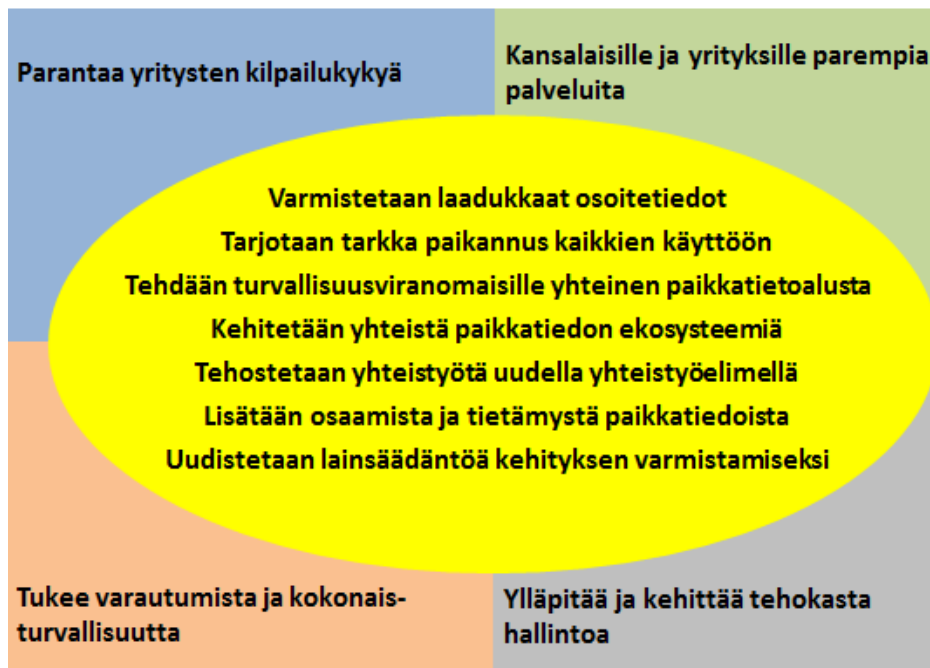 Parantaa yritysten kilpailukykyä
Kansalaisille ja yrityksille parempia
palveluita
Varmistetaan laadukkaat osoitetiedot
Tarjotaan tarkka paikannus kaikkien käyttöön
Tehdään turvallisuusviranomaisille yhteinen paikkatietoalusta
Kehitetään yhteistä paikkatiedon ekosysteemiä
Tehostetaan yhteistyötä uudella yhteistyöelimellä
Lisätään osaamista ja tietämystä paikkatiedoista
Uudistetaan lainsäädäntöä kehityksen varmistamiseksi
Tukee varautumista ja kokonais-
turvallisuutta
Ylläpitää ja kehittää tehokasta
hallintoa